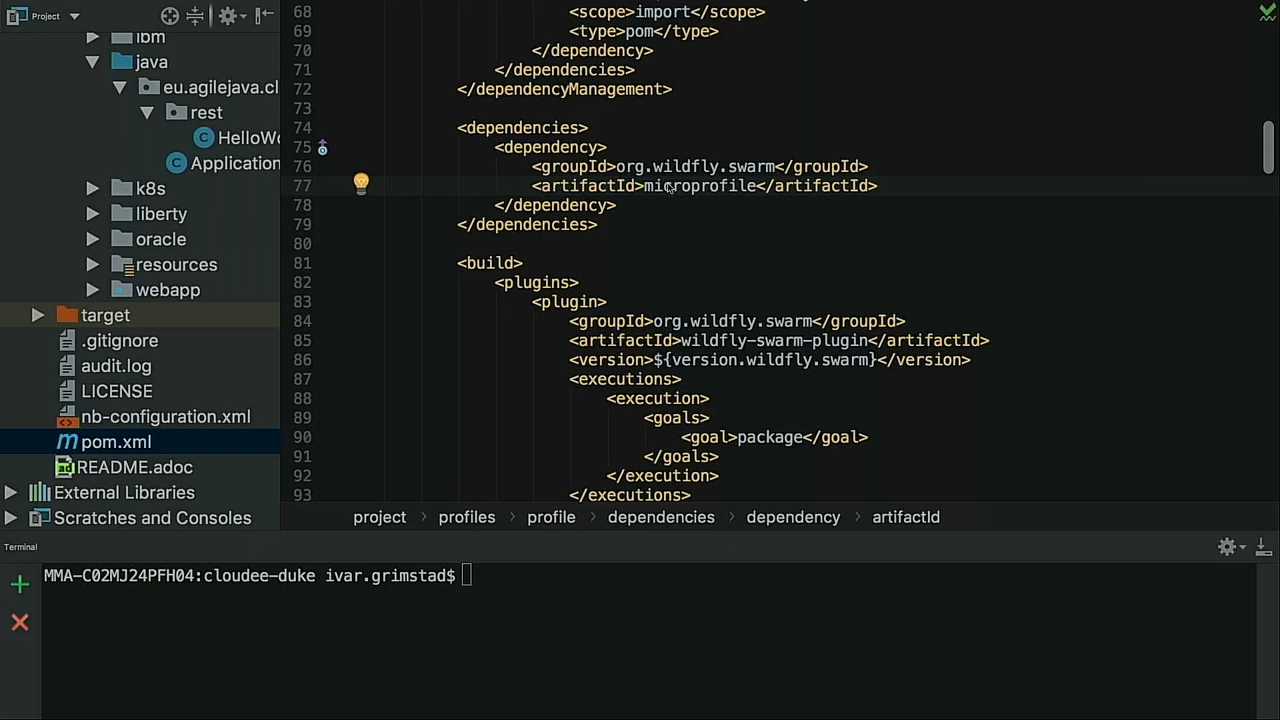 Project
ibm
java
eu.agilejava.cl
rest
HelloWo
Application
k8s
liberty
oracle
resources
webapp
target
.gitignore
audit.log
LICENSE
nb-configuration.xml
pom.xml
README.adoc
External Libraries
Scratches and Consoles
68 <scope>import</scope>
69 <type>pom</type>
70 </dependency>
71 </dependencies>
72 </dependencyManagement>
73
74 <dependencies>
75 <dependency>
76 <groupId>org.wildfly.swarm</groupId>
77 <artifactId>microprofile</artifactId>
78 </dependency>
79 </dependencies>
80
81 <build>
82 <plugins>
83 <plugin>
84 <groupId>org.wildfly.swarm</groupId>
85 <artifactId>wildfly-swarm-plugin</artifactId>
86 <version>${version.wildfly.swarm}</version>
87 <executions>
88 <execution>
89 <goals>
90 <goal>package</goal>
91 </goals>
92 </execution>
93 </executions>
project > profiles > profile > dependencies > dependency > artifactId
Terminal
MMA-C02MJ24PFH04:cloudee-duke ivar.grimstad$